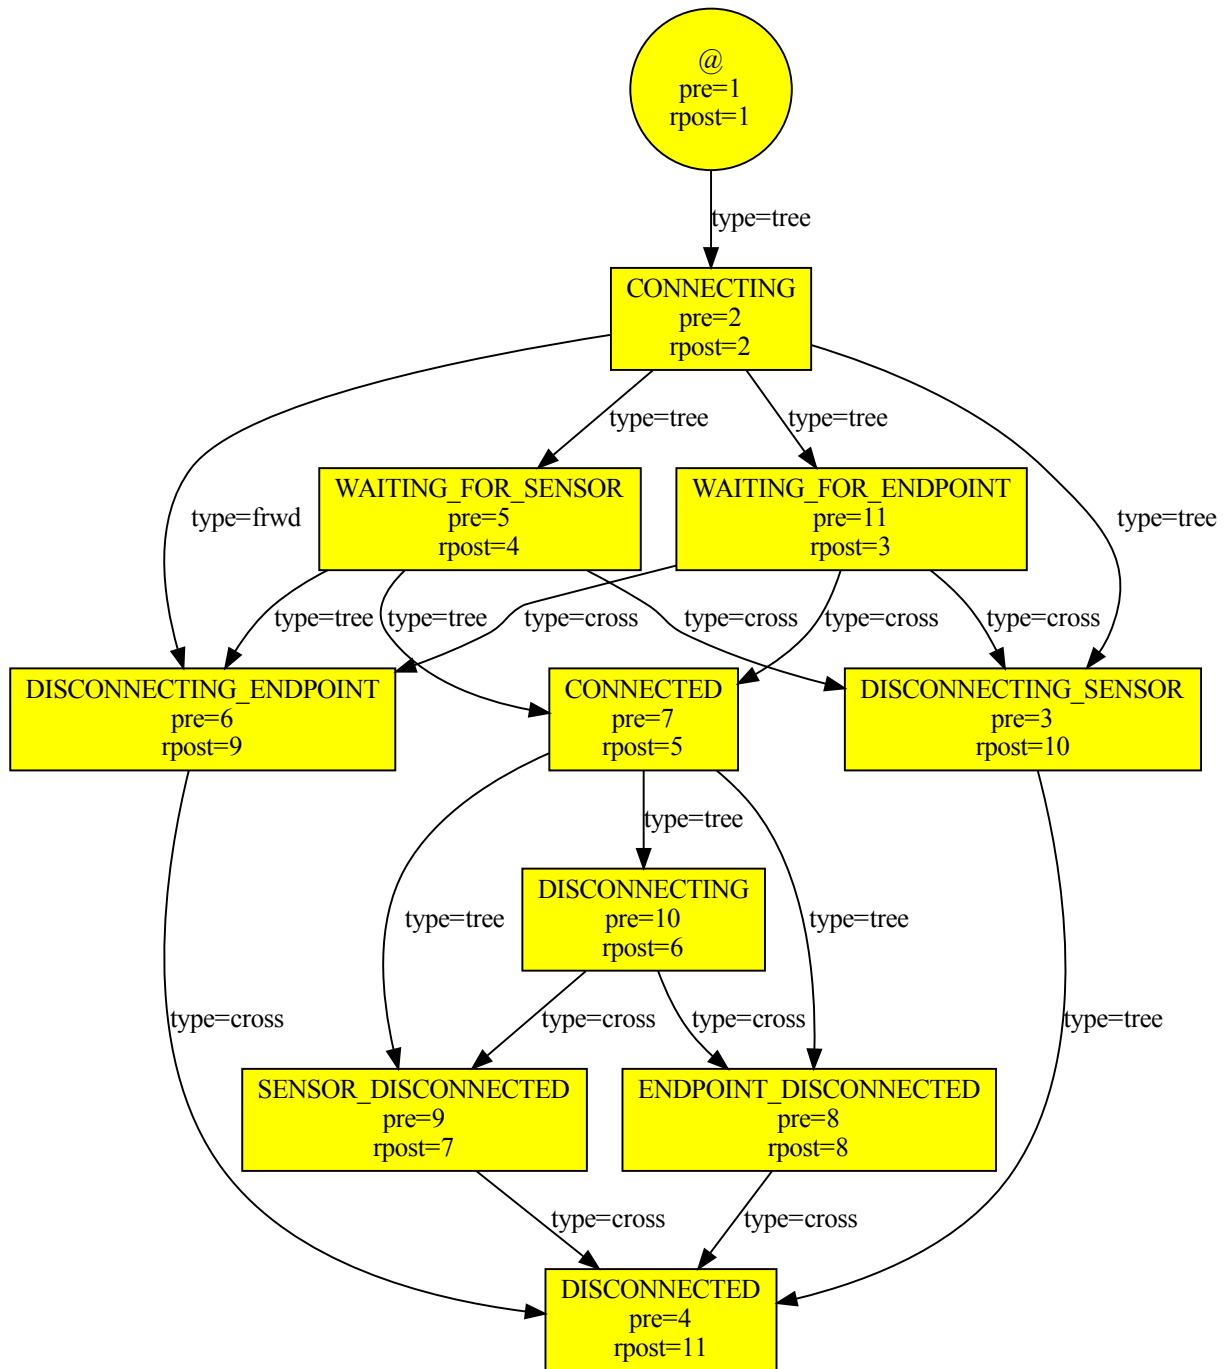 @
pre=1
rpost=1
type=tree
CONNECTING
pre=2
rpost=2
type=tree
type=tree
type=frwd
type=tree
WAITING_FOR_SENSOR
pre=5
rpost=4
WAITING_FOR_ENDPOINT
pre=11
rpost=3
type=tree
type=tree
type=cross
type=cross
type=cross
type=cross
DISCONNECTING_ENDPOINT
pre=6
rpost=9
CONNECTED
pre=7
rpost=5
DISCONNECTING_SENSOR
pre=3
rpost=10
type=tree
DISCONNECTING
pre=10
rpost=6
type=tree
type=tree
type=cross
type=cross
type=cross
type=tree
SENSOR_DISCONNECTED
pre=9
rpost=7
ENDPOINT_DISCONNECTED
pre=8
rpost=8
type=cross
type=cross
DISCONNECTED
pre=4
rpost=11